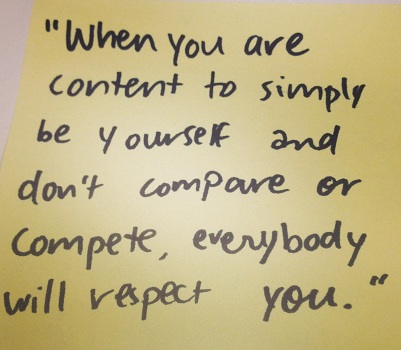 "When you are
content to simply
be yourself and
don't compare or
compete, everybody
will respect you."